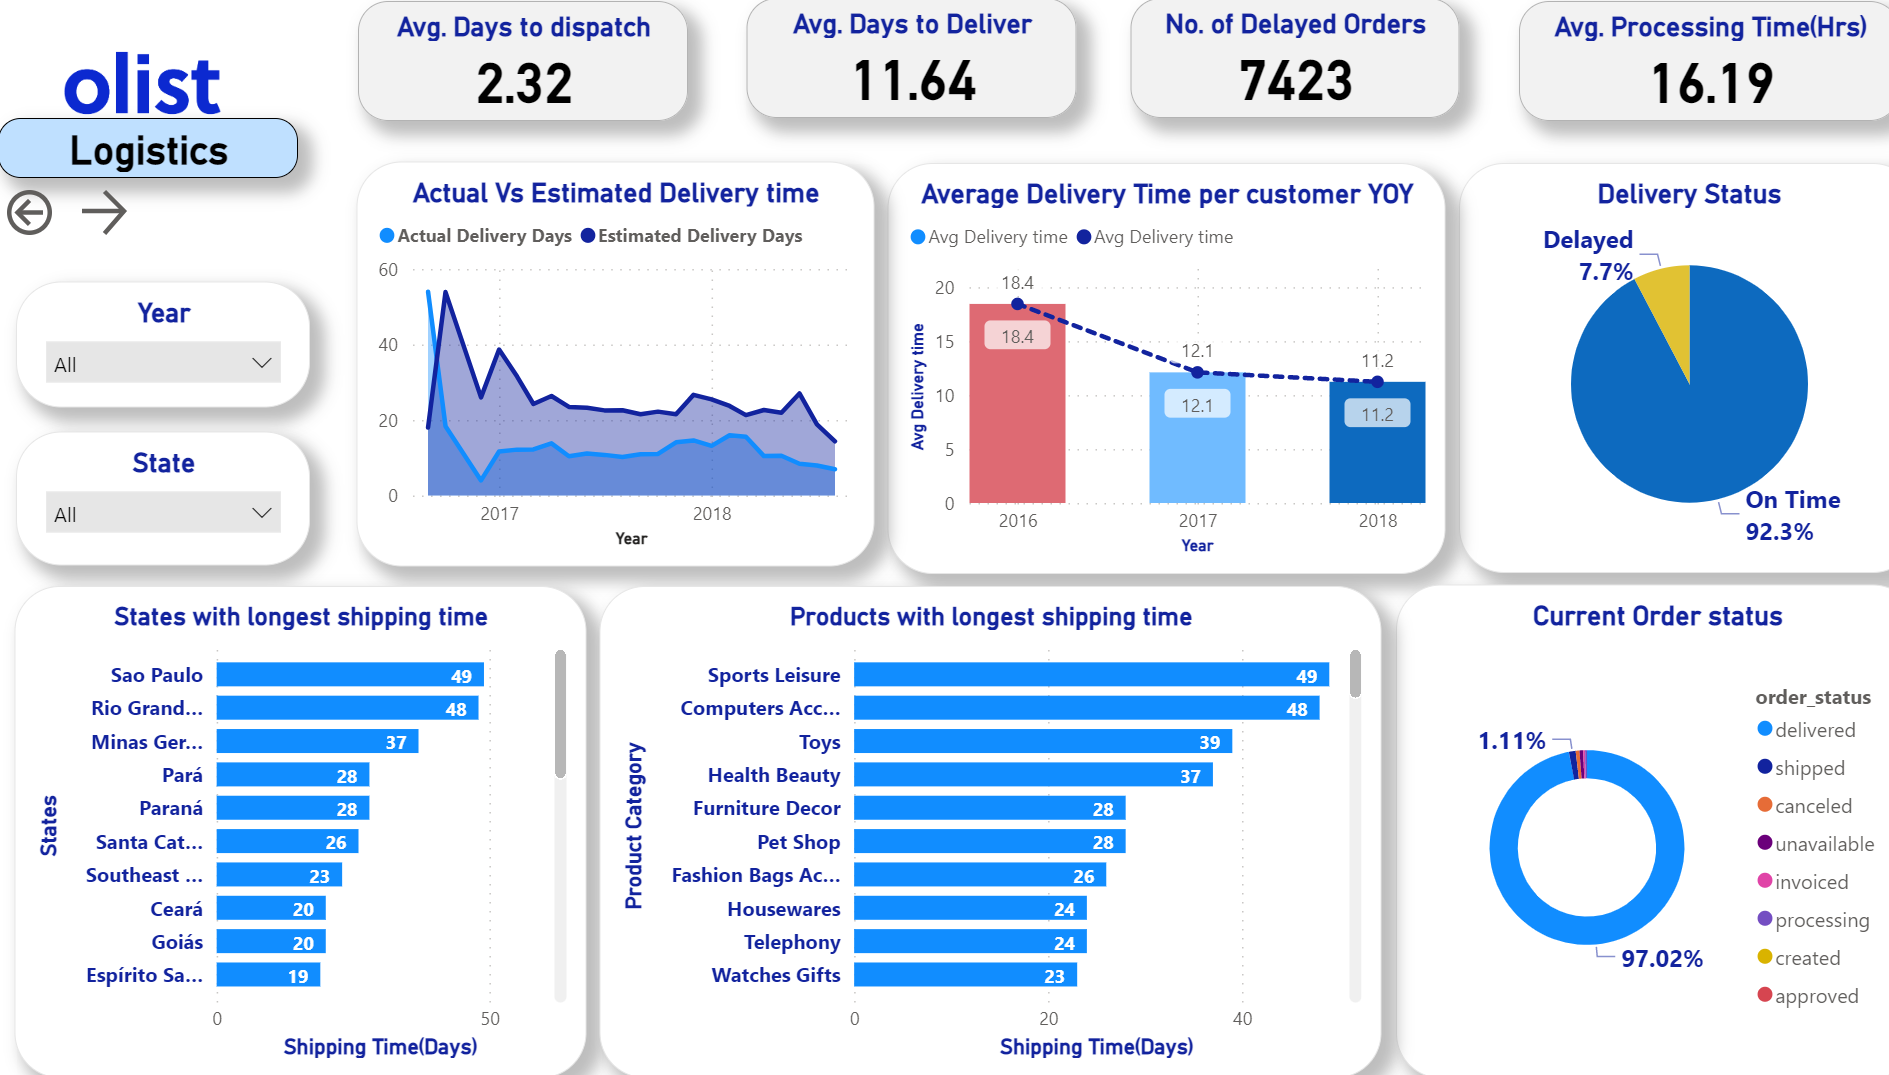 olist
Logistics
Avg. Days to dispatch
2.32
Avg. Days to Deliver
11.64
No. of Delayed Orders
7423
Avg. Processing Time(Hrs)
16.19
Year
All
State
All
Actual Vs Estimated Delivery time
Actual Delivery Days Estimated Delivery Days
60
40
20
0
2017 2018
Year
Average Delivery Time per customer YOY
Avg Delivery time Avg Delivery time
Avg Delivery time
20
15
10
5
0
18.4
18.4
12.1
12.1
11.2
11.2
2016 2017 2018
Year
Delivery Status
Delayed
7.7%
On Time
92.3%
States with longest shipping time
States
Sao Paulo 49
Rio Grand... 48
Minas Ger... 37
Pará 28
Paraná 28
Santa Cat... 26
Southeast ... 23
Ceará 20
Goiás 20
Espírito Sa... 19
0 50
Shipping Time(Days)
Products with longest shipping time
Product Category
Sports Leisure 49
Computers Acc... 48
Toys 39
Health Beauty 37
Furniture Decor 28
Pet Shop 28
Fashion Bags Ac... 26
Housewares 24
Telephony 24
Watches Gifts 23
0 20 40
Shipping Time(Days)
Current Order status
1.11%
97.02%
order_status
delivered
shipped
canceled
unavailable
invoiced
processing
created
approved